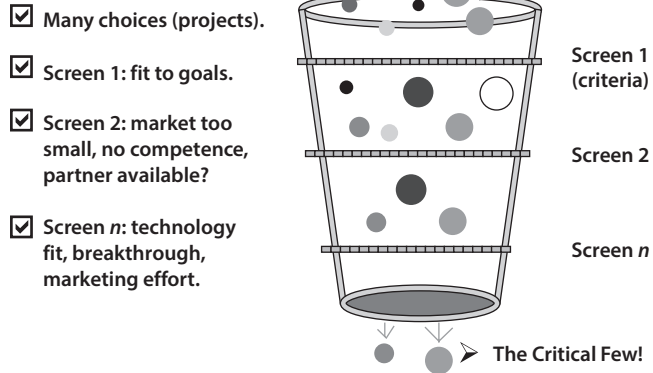 Many choices (projects).
Screen 1: fit to goals.
Screen 2: market too
small, no competence,
partner available?
Screen n: technology
fit, breakthrough,
marketing effort.
Screen 1
(criteria)
Screen 2
Screen n
The Critical Few!